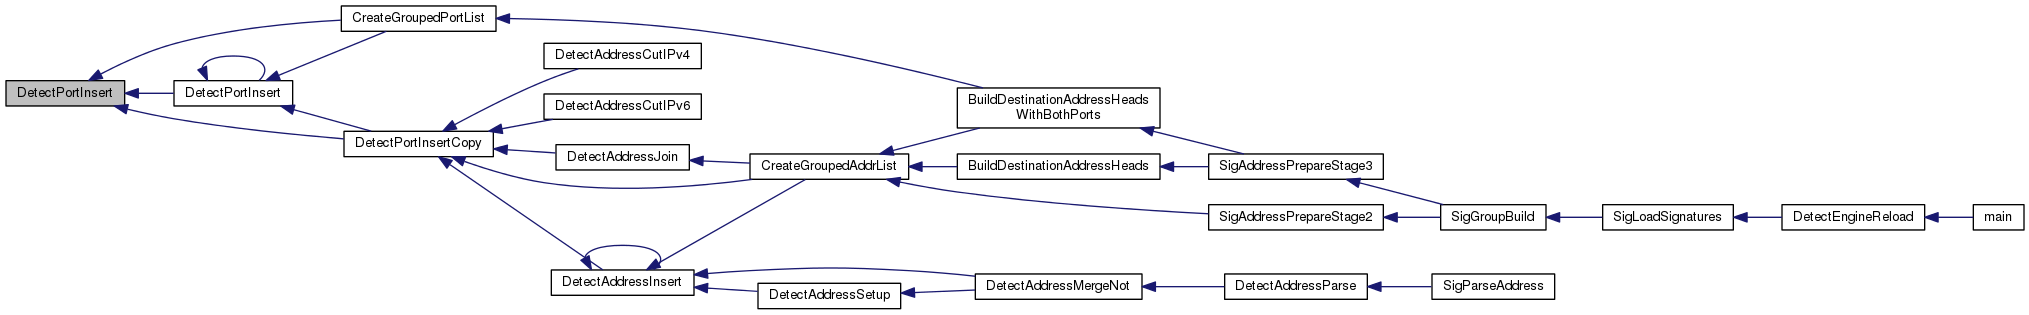 CreateGroupedPortList
DetectAddressCutIPv4
DetectPortInsert
DetectPortInsert
DetectAddressCutIPv6
BuildDestinationAddressHeads
WithBothPorts
DetectPortInsertCopy
DetectAddressJoin
CreateGroupedAddrList
BuildDestinationAddressHeads
SigAddressPrepareStage3
SigAddressPrepareStage2
SigGroupBuild
SigLoadSignatures
DetectEngineReload
main
DetectAddressInsert
DetectAddressSetup
DetectAddressMergeNot
DetectAddressParse
SigParseAddress